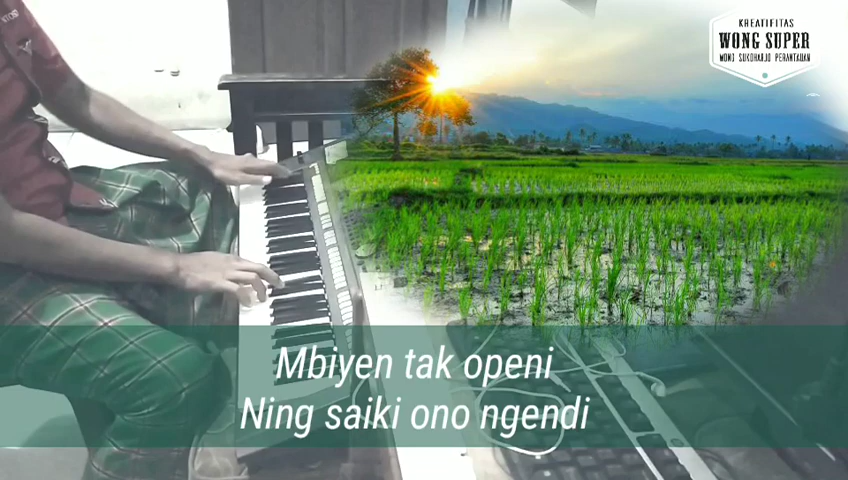 KREATIFITAS
WONG SUPER
WONG SUKOHARJO PERANTAUAN
Mbiyen tak openi
Ning saiki ono ngendi